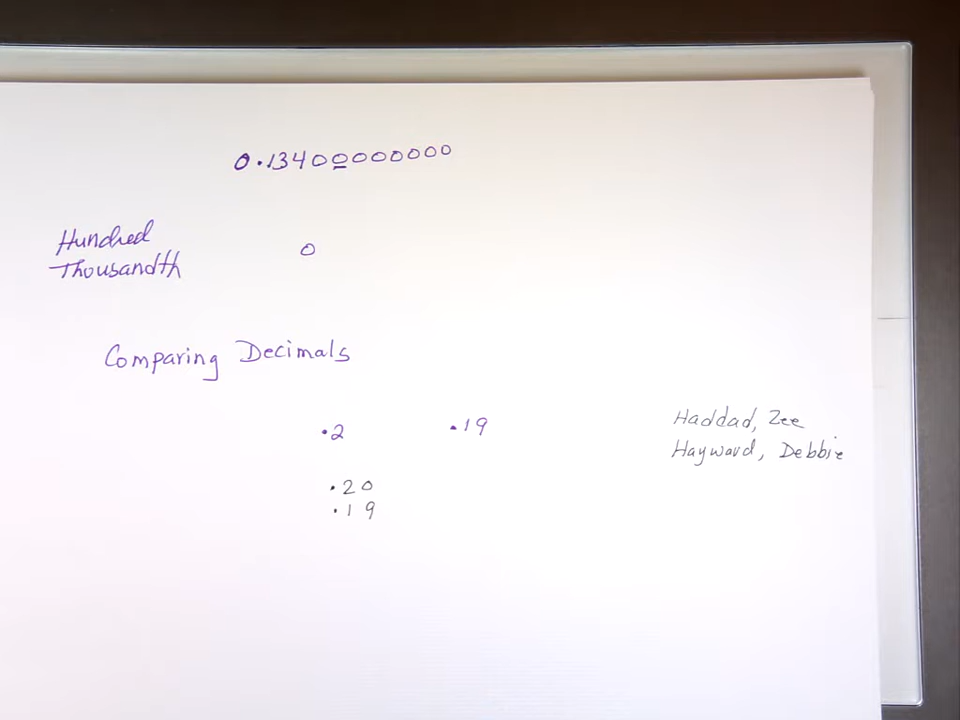 0.13400000000
Hundred
Thousandth
0
Comparing Decimals
.2 .19
.20
.19
Haddad, Zee
Hayward, Debbie